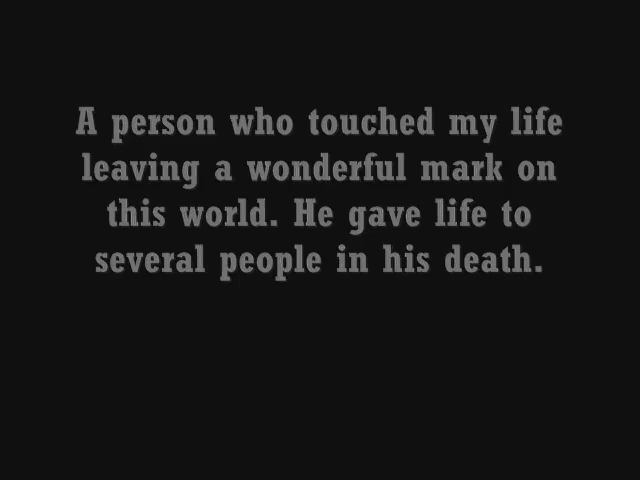 A person who touched my life
leaving a wonderful mark on
this world. He gave life to
several people in his death.